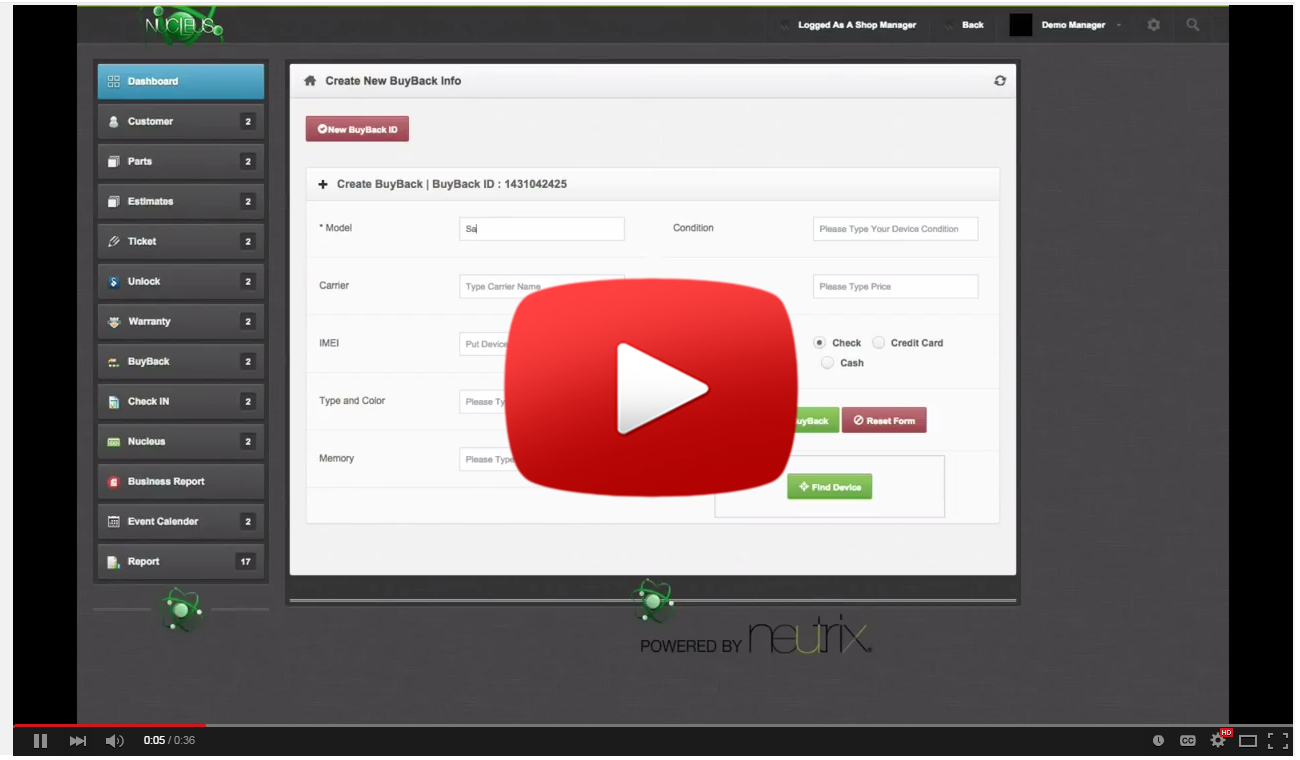 NUCLEUS
Logged As A Shop Manager
Back
Demo Manager
Dashboard
Customer 2
Parts 2
Estimates 2
Ticket 2
Unlock 2
Warranty 2
BuyBack 2
Check IN 2
Nucleus 2
Business Report
Event Calender 2
Report 17
Create New BuyBack Info
New BuyBack ID
Create BuyBack | BuyBack ID : 1431042425
* Model Sa
Condition Please Type Your Device Condition
Carrier Type Carrier Name
Please Type Price
IMEI Put Device
Check Credit Card
Cash
Type and Color Please Ty
uyBack Reset Form
Memory Please Type
Find Device
POWERED BY neutrix
0:05 / 0:36
CC
HD